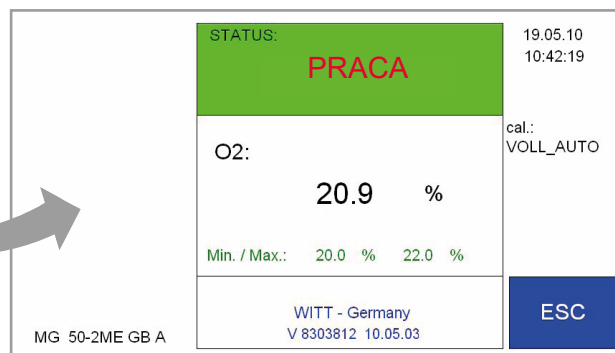 STATUS:
PRACA
19.05.10
10:42:19
cal.:
VOLL_AUTO
O2:
20.9 %
Min. / Max.: 20.0 % 22.0 %
WITT - Germany
V 8303812 10.05.03
ESC
MG 50-2ME GB A